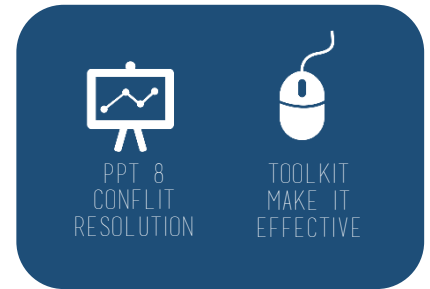 PPT 8
CONFLIT
RESOLUTION
TOOLKIT
MAKE IT
EFFECTIVE